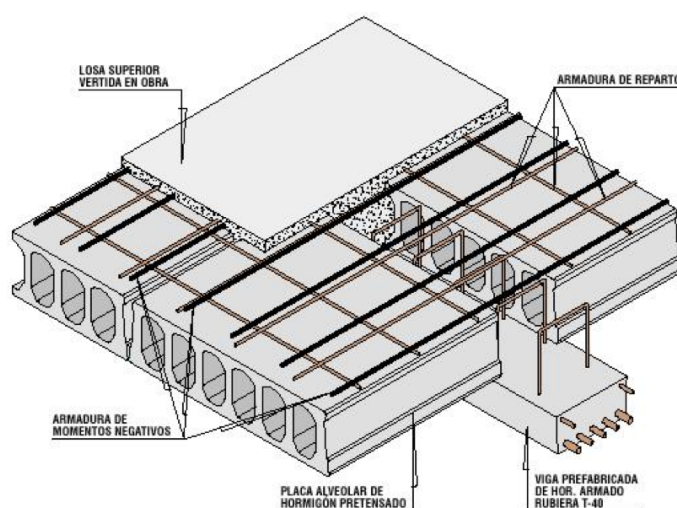 LOSA SUPERIOR
VERTIDA EN OBRA
ARMADURA DE REPARTO
ARMADURA DE
MOMENTOS NEGATIVOS
PLACA ALVEOLAR DE
HORMIGÓN PRETENSADO
VIGA PREFABRICADA
DE HOR. ARMADO
RUBIERA T-40